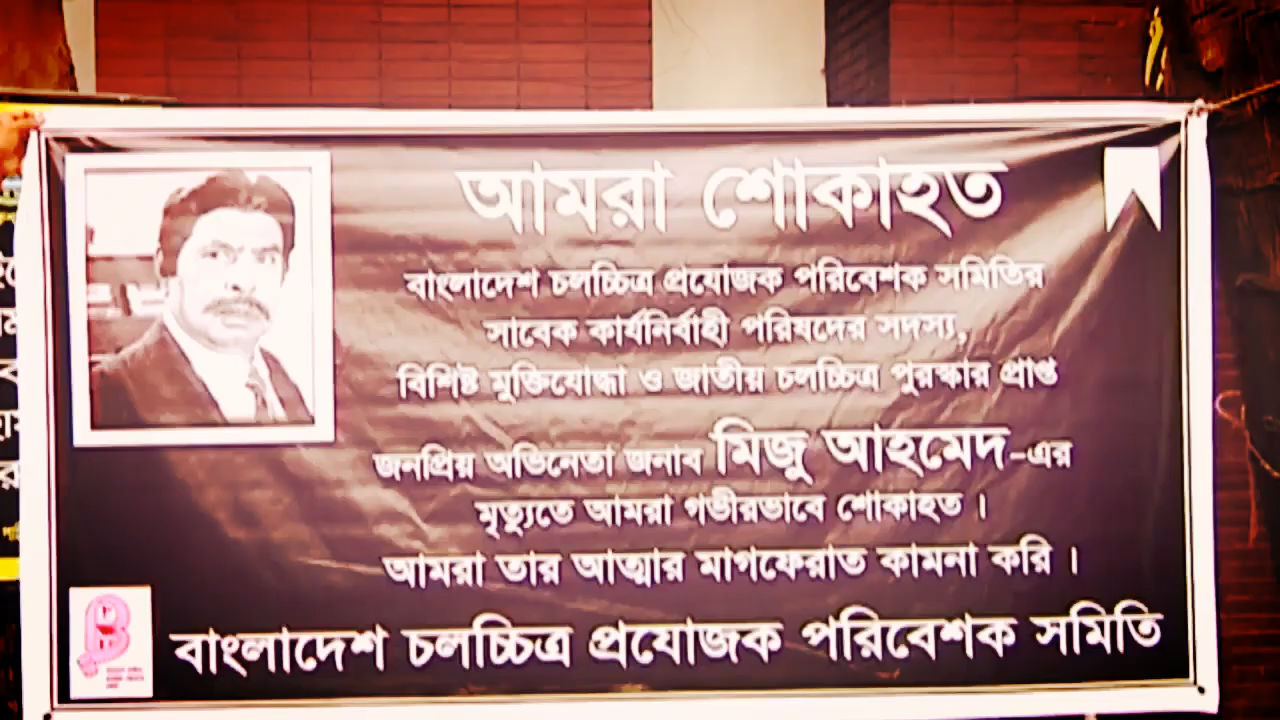 আমরা শোকাহত
বাংলাদেশ চলচ্চিত্র প্রযোজক পরিবেশক সমিতির
সাবেক কার্যনির্বাহী পরিষদের সদস্য,
বিশিষ্ট মুক্তিযোদ্ধা ও জাতীয় চলচ্চিত্র পুরস্কার প্রাপ্ত
জনপ্রিয় অভিনেতা জনাব মিজু আহমেদ-এর
মৃত্যুতে আমরা গভীরভাবে শোকাহত ।
আমরা তার আত্মার মাগফেরাত কামনা করি ।
বাংলাদেশ চলচ্চিত্র প্রযোজক পরিবেশক সমিতি